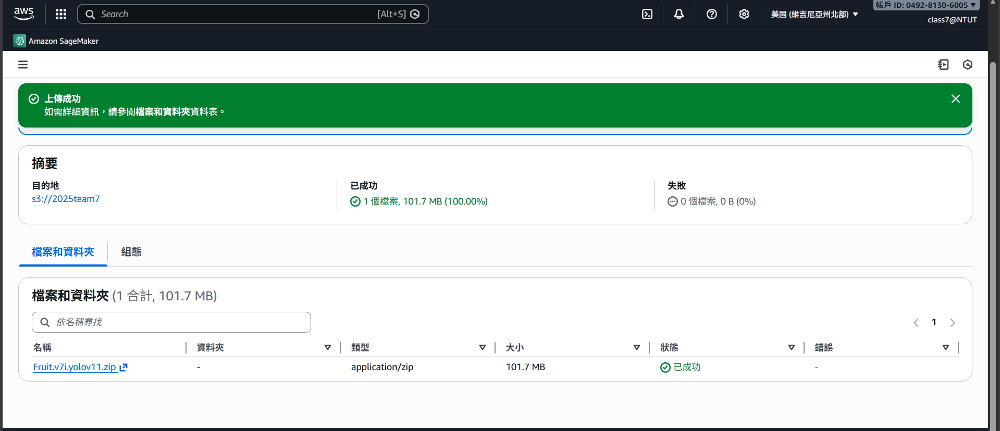 aws
Search
[Alt+S]
美国 (維吉尼亞州北部)
帳戶 ID: 0492-8130-6005
class7@NTUT
Amazon SageMaker
上傳成功
如需詳細資訊，請參閱檔案和資料夾資料表。
摘要
目的地
s3://2025team7
已成功
1 個檔案, 101.7 MB (100.00%)
失敗
0 個檔案, 0 B (0%)
檔案和資料夾
組態
檔案和資料夾 (1 合計, 101.7 MB)
依名稱尋找
1
名稱 資料夾 類型 大小 狀態 錯誤
Fruit.v7i.yolov11.zip - application/zip 101.7 MB 已成功 -